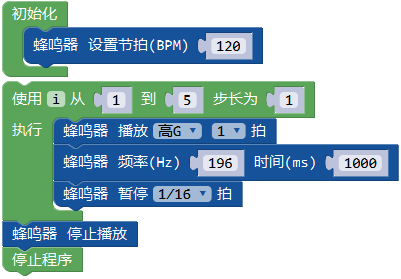 初始化
蜂鸣器 设置节拍(BPM) 120
使用 i 从 1 到 5 步长为 1
执行 蜂鸣器 播放 高G 1 拍
蜂鸣器 频率(Hz) 196 时间(ms) 1000
蜂鸣器 暂停 1/16 拍
蜂鸣器 停止播放
停止程序